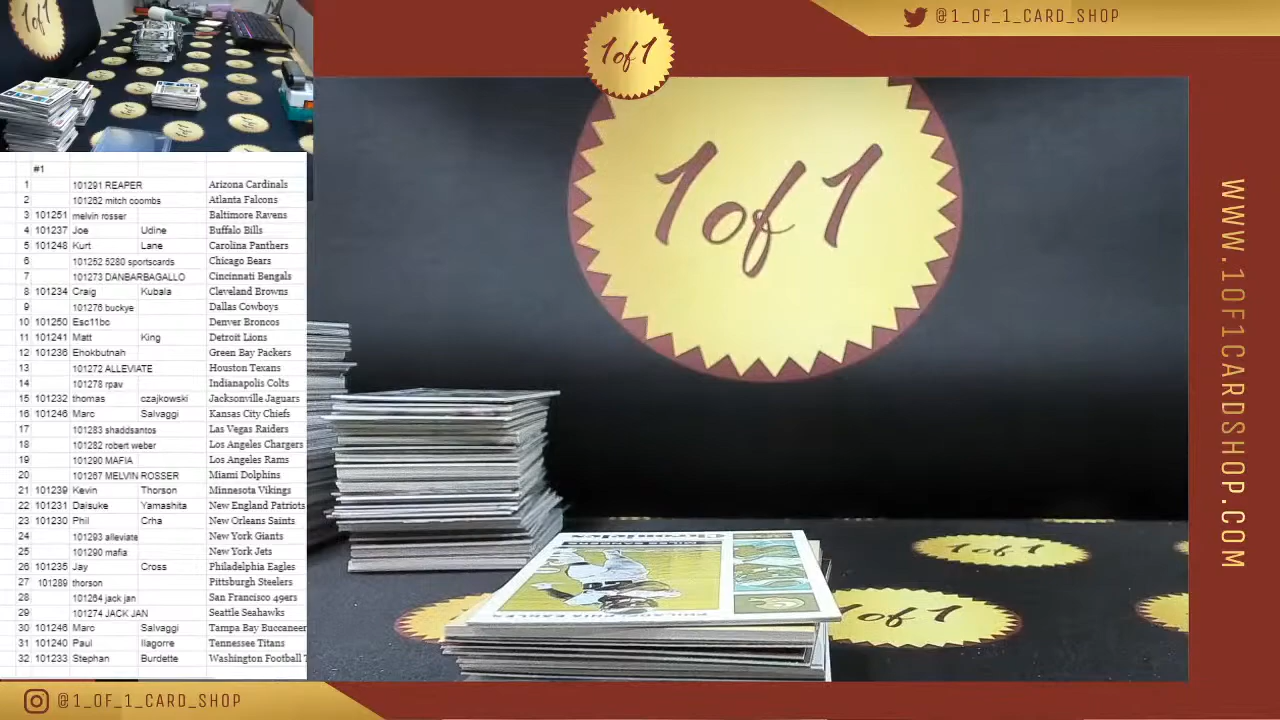 @1_OF_1_CARD_SHOP
1of1
1of1
1of1
#1
1 101291 REAPER Arizona Cardinals
2 101262 mitch coombs Atlanta Falcons
3 101251 melvin rosser Baltimore Ravens
4 101237 Joe Udine Buffalo Bills
5 101248 Kurt Lane Carolina Panthers
6 101252 5280 sportscards Chicago Bears
7 101273 DANBARBAGALLO Cincinnati Bengals
8 101234 Craig Kubala Cleveland Browns
9 101276 buckye Dallas Cowboys
10 101250 Esc11bc Denver Broncos
11 101241 Matt King Detroit Lions
12 101236 Ehokbutnah Green Bay Packers
13 101272 ALLEVIATE Houston Texans
14 101278 rpav Indianapolis Colts
15 101232 thomas czajkowski Jacksonville Jaguars
16 101246 Marc Salvaggi Kansas City Chiefs
17 101283 shaddsantos Las Vegas Raiders
18 101282 robert weber Los Angeles Chargers
19 101290 MAFIA Los Angeles Rams
20 101267 MELVIN ROSSER Miami Dolphins
21 101239 Kevin Thorson Minnesota Vikings
22 101231 Daisuke Yamashita New England Patriots
23 101230 Phil Crha New Orleans Saints
24 101293 alleviate New York Giants
25 101290 mafia New York Jets
26 101235 Jay Cross Philadelphia Eagles
27 101289 thorson Pittsburgh Steelers
28 101264 jack jan San Francisco 49ers
29 101274 JACK JAN Seattle Seahawks
30 101246 Marc Salvaggi Tampa Bay Buccaneer
31 101240 Paul Ilagorre Tennessee Titans
32 101233 Stephan Burdette Washington Football T
WWW.1OF1CARDSHOP.COM
1of1
1of1
PHILADELPHIA EAGLES
MILES SANDERS
@1_OF_1_CARD_SHOP